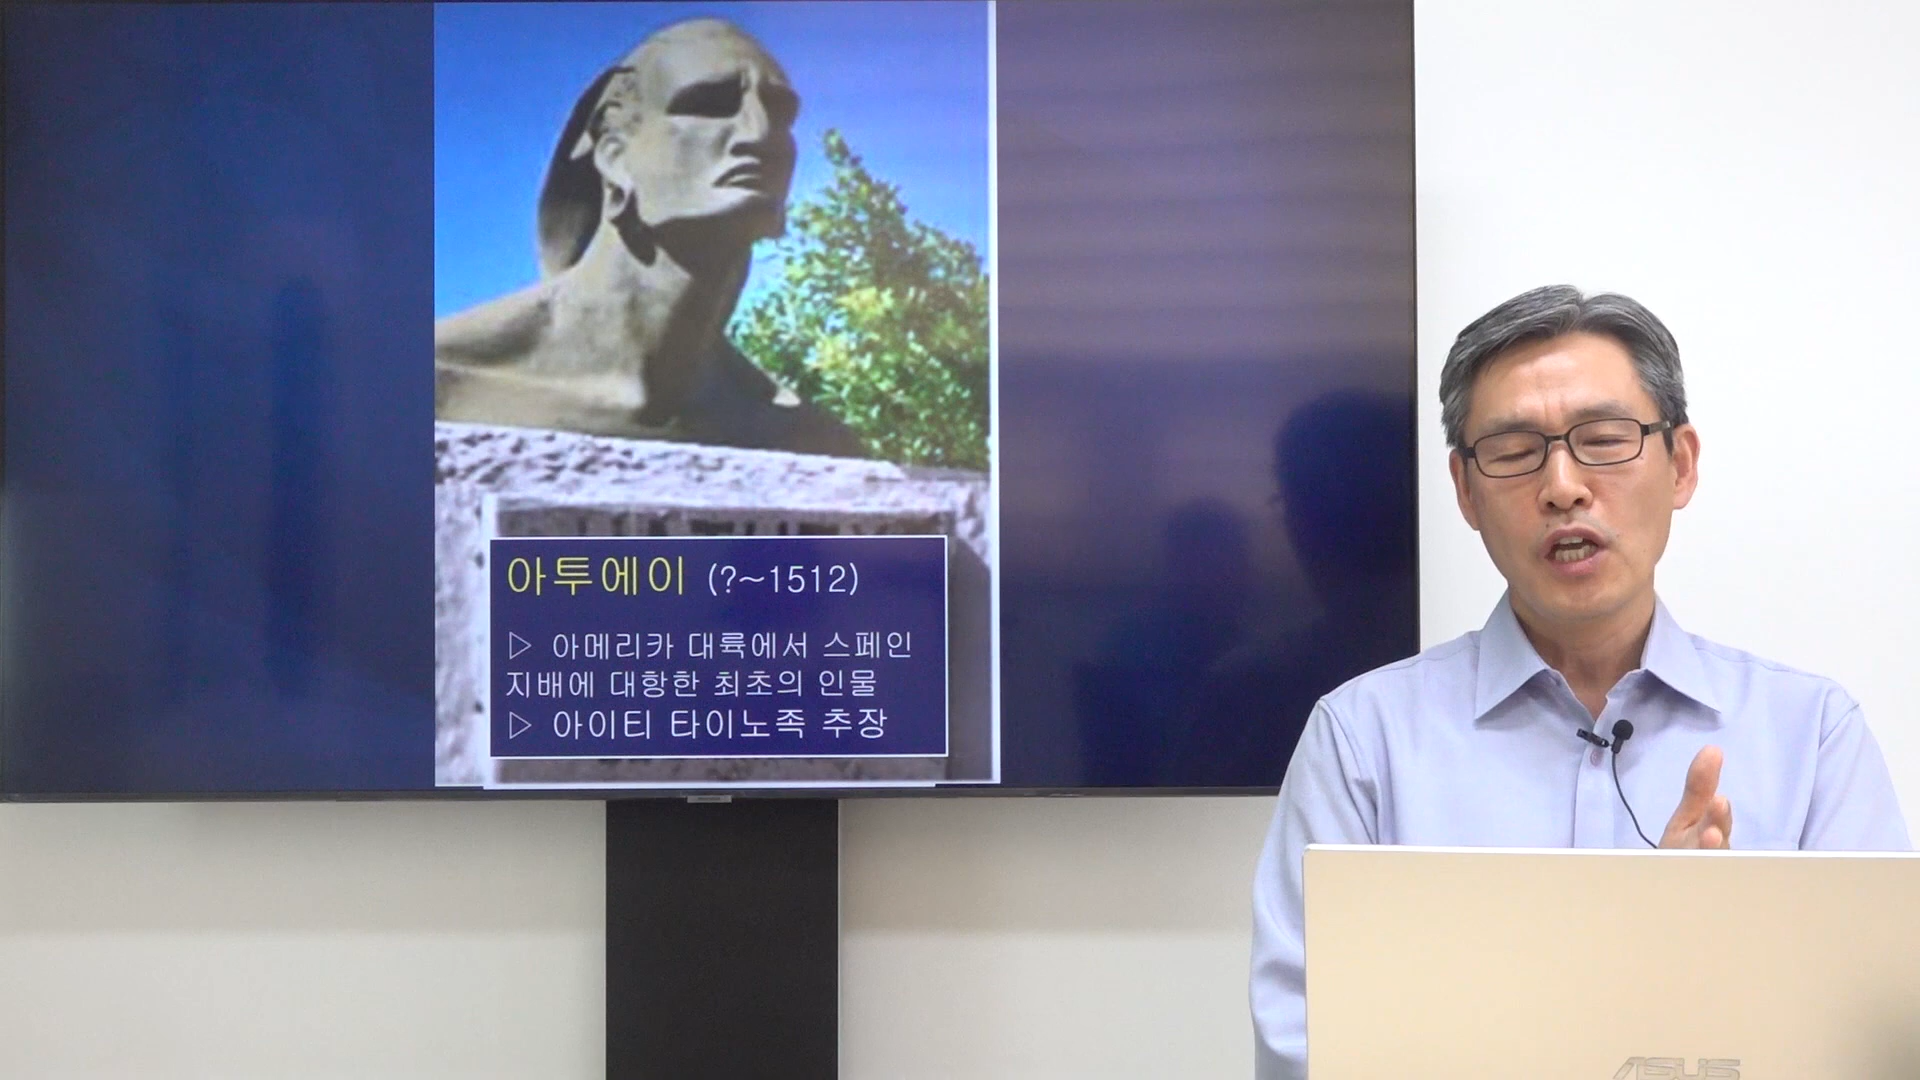 아투에이 (?~1512)
▷ 아메리카 대륙에서 스페인
지배에 대항한 최초의 인물
▷ 아이티 타이노족 추장
ASUS